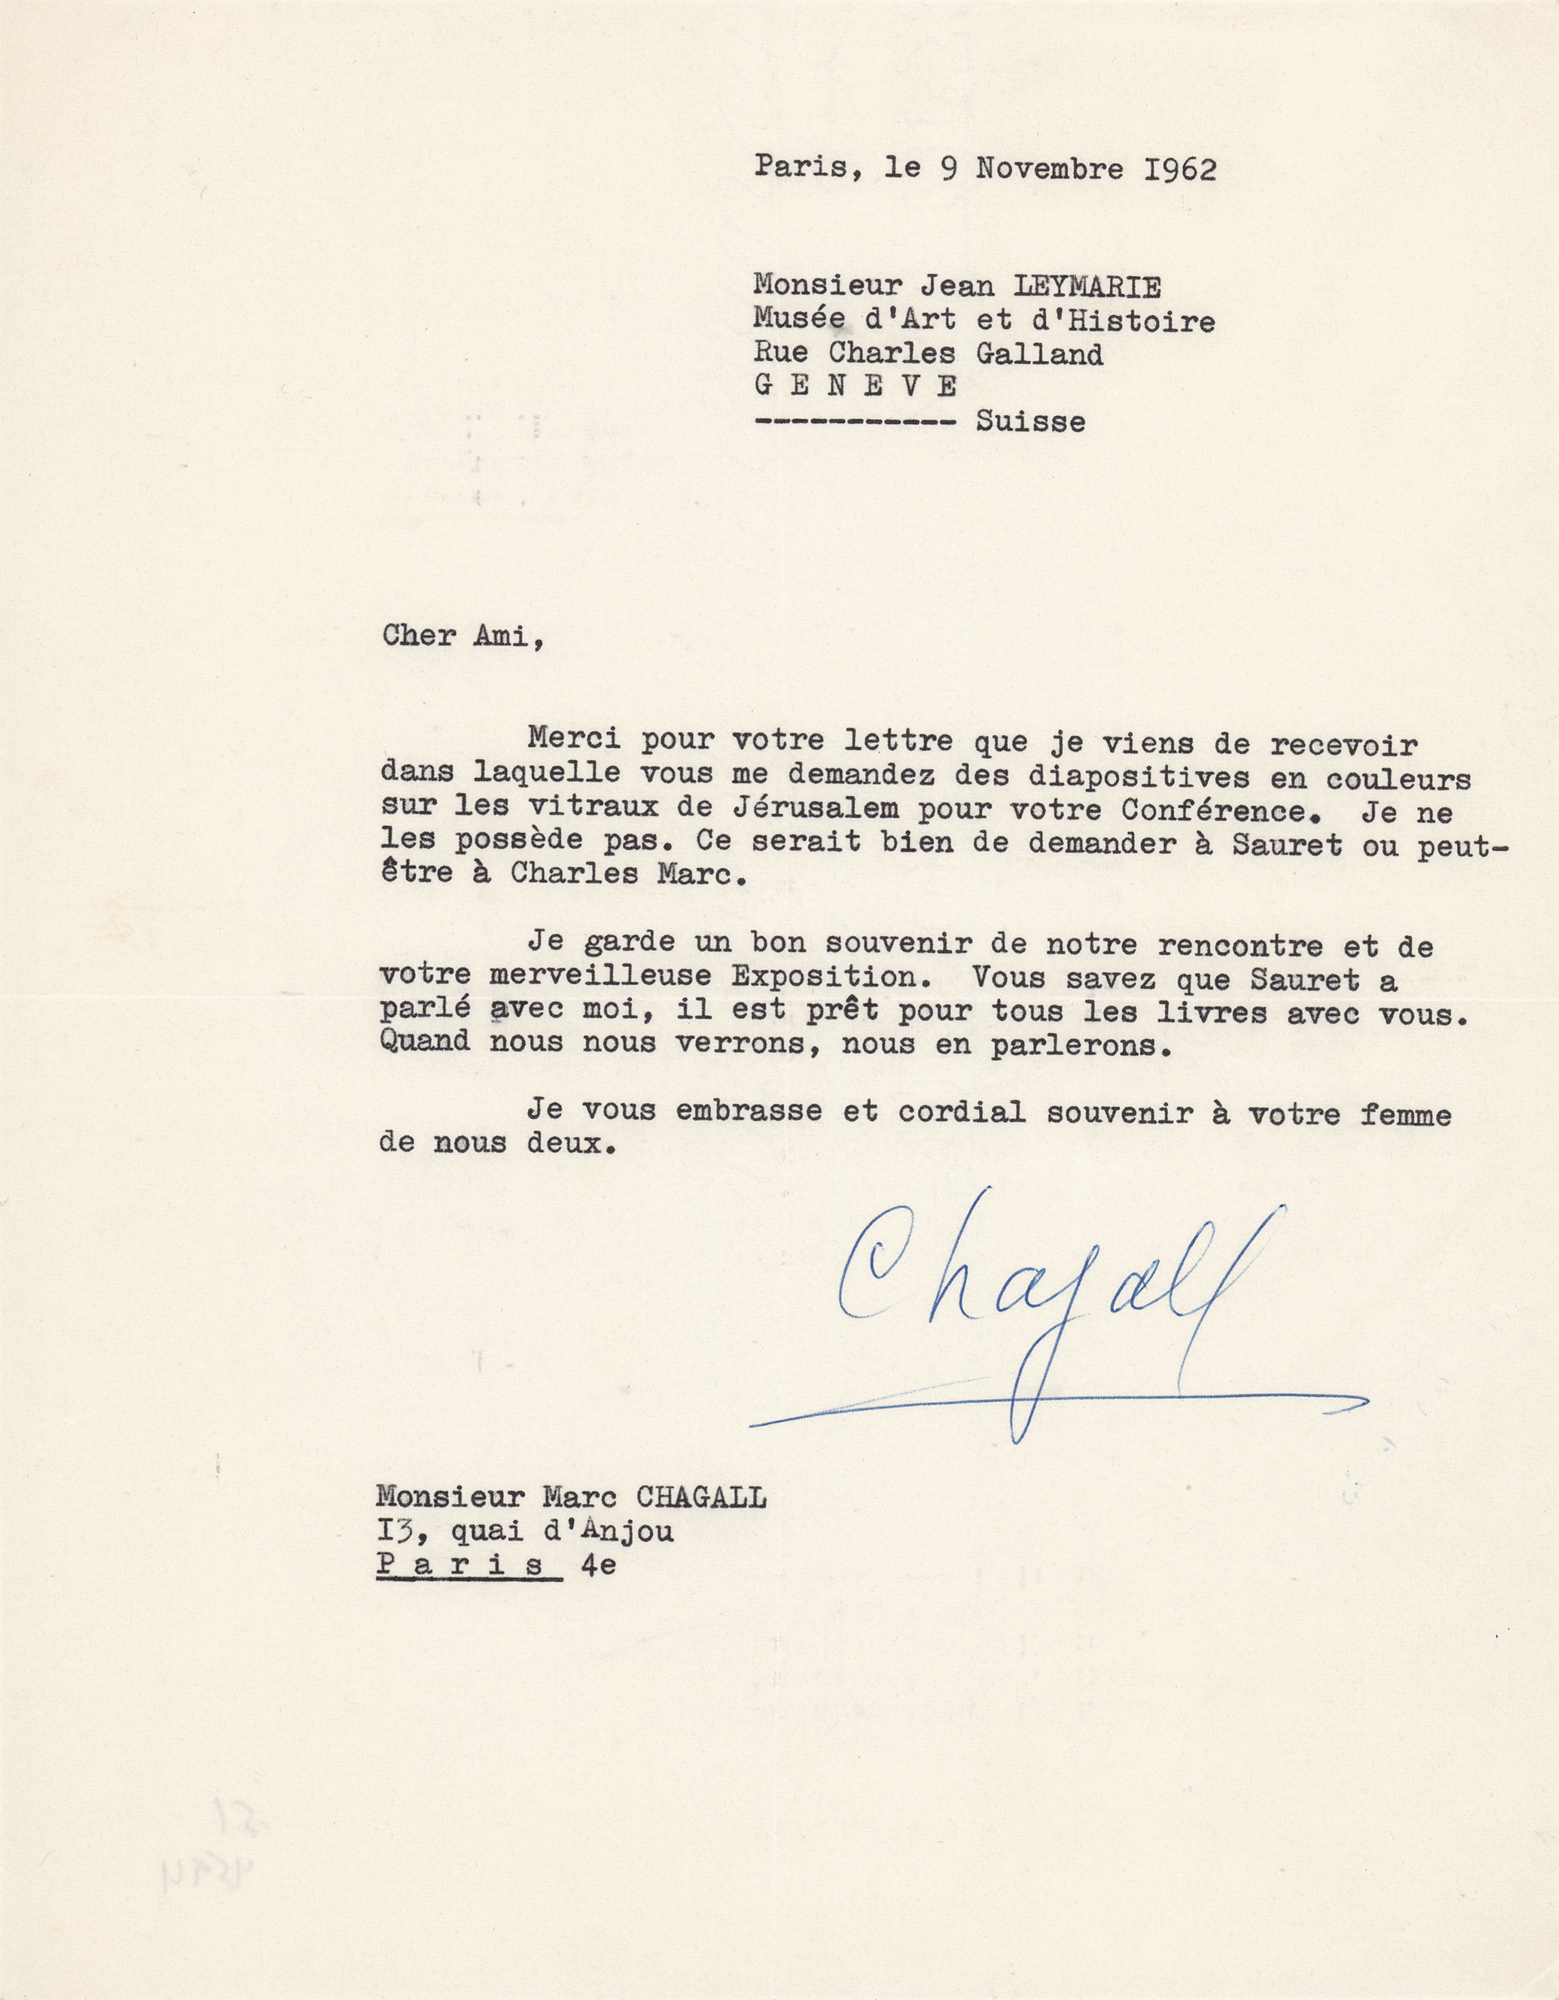 Paris, le 9 Novembre I962
Monsieur Jean LEYMARIE
Musée d'Art et d'Histoire
Rue Charles Galland
G E N E V E
----------- Suisse
Cher Ami,
Merci pour votre lettre que je viens de recevoir
dans laquelle vous me demandez des diapositives en couleurs
sur les vitraux de Jérusalem pour votre Conférence. Je ne
les possède pas. Ce serait bien de demander à Sauret ou peut-
être à Charles Marc.
Je garde un bon souvenir de notre rencontre et de
votre merveilleuse Exposition. Vous savez que Sauret a
parlé avec moi, il est prêt pour tous les livres avec vous.
Quand nous nous verrons, nous en parlerons.
Je vous embrasse et cordial souvenir à votre femme
de nous deux.
Chagall
Monsieur Marc CHAGALL
I3, quai d'Anjou
P a r i s 4e